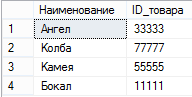 Наименование ID_товара
1 Ангел 33333
2 Колба 77777
3 Камея 55555
4 Бокал 11111